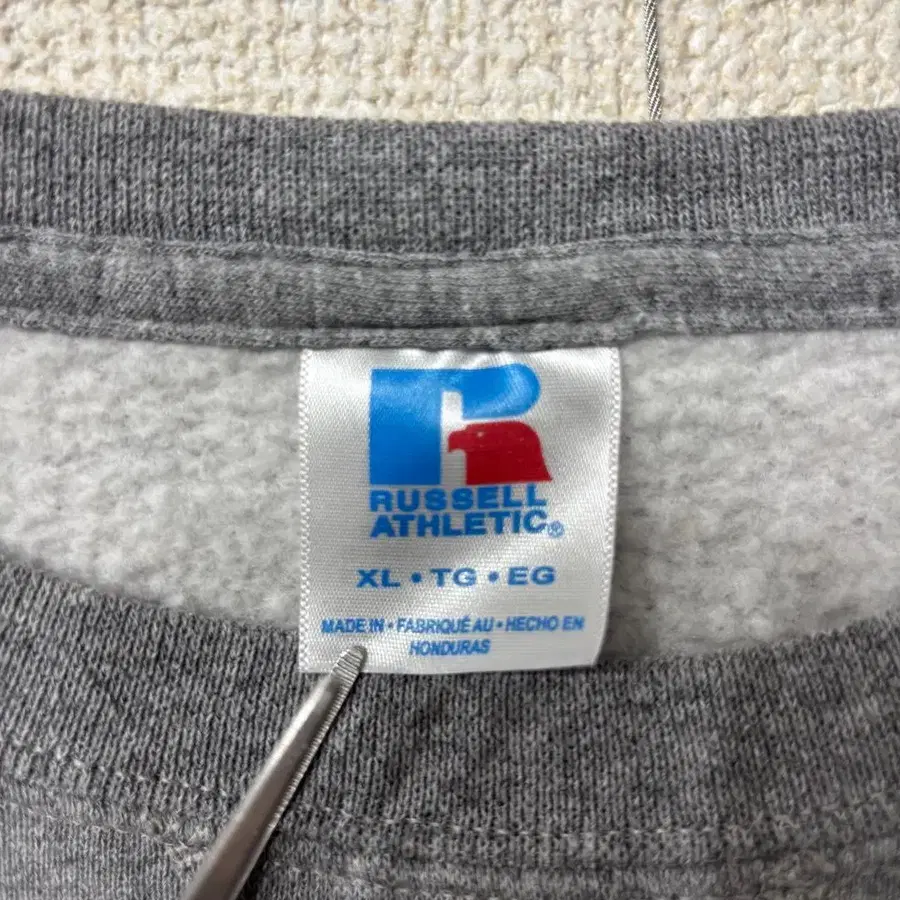 RUSSELL
ATHLETIC®
XL • TG • EG
MADE IN • FABRIQUÉ AU • HECHO EN
HONDURAS